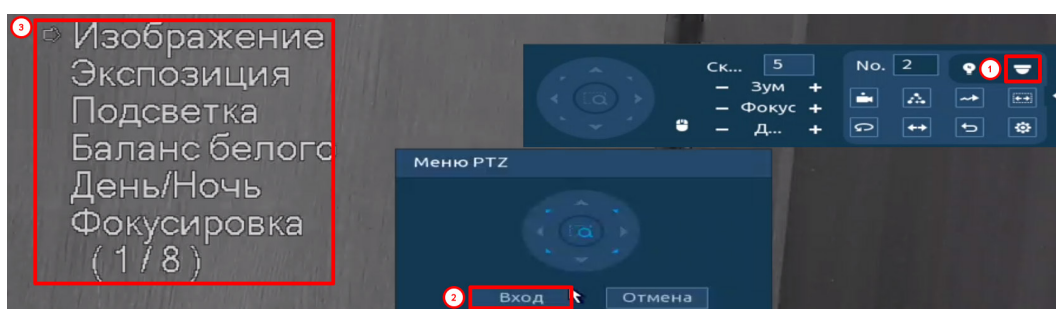 3
Изображение
Экспозиция
Подсветка
Баланс белого
День/Ночь
Фокусировка
( 1 / 8 )
Ск... 5
− Зум +
− Фокус +
− Д... +
No. 2
1
Меню PTZ
2
Вход
Отмена